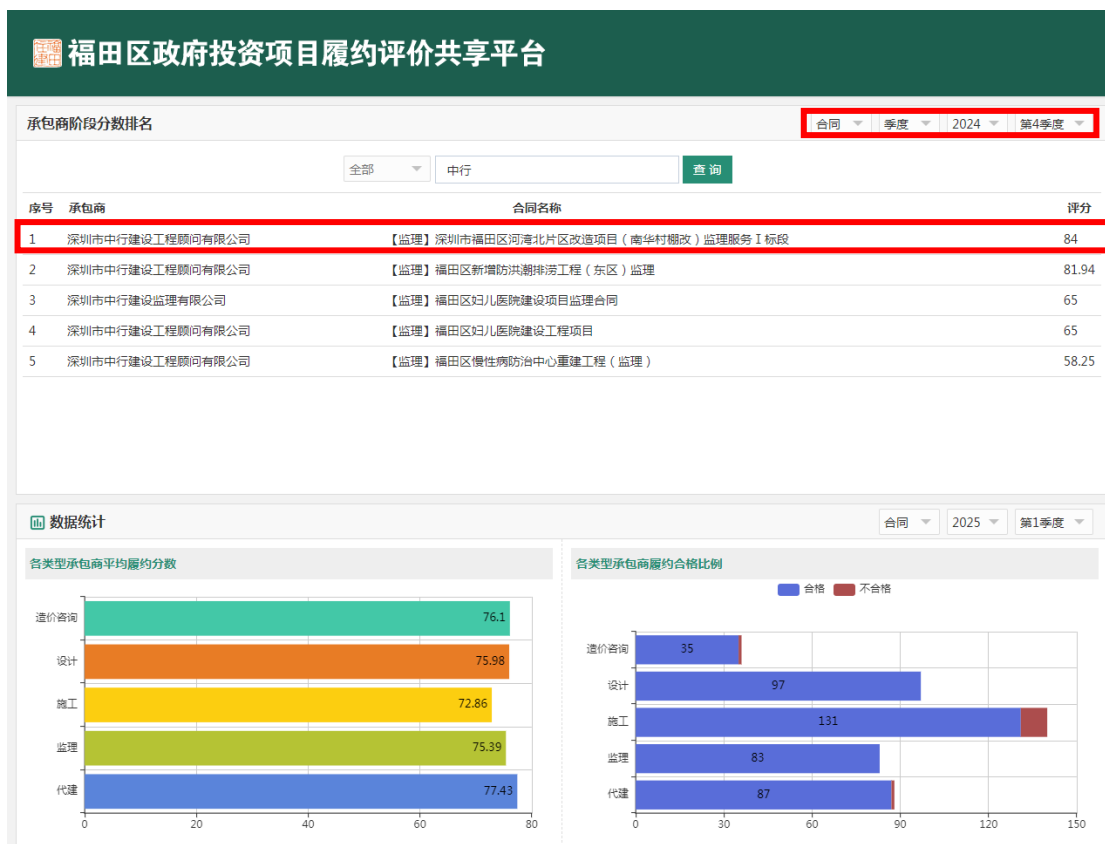 福田区政府投资项目履约评价共享平台
承包商阶段分数排名 合同 季度 2024 第4季度
全部 中行 查询
序号 承包商 合同名称 评分
1 深圳市中行建设工程顾问有限公司 【监理】深圳市福田区河湾北片区改造项目（南华村棚改）监理服务Ⅰ标段 84
2 深圳市中行建设工程顾问有限公司 【监理】福田区新增防洪潮排涝工程（东区）监理 81.94
3 深圳市中行建设监理有限公司 【监理】福田区妇儿医院建设项目监理合同 65
4 深圳市中行建设工程顾问有限公司 【监理】福田区妇儿医院建设工程项目 65
5 深圳市中行建设工程顾问有限公司 【监理】福田区慢性病防治中心重建工程（监理） 58.25
数据统计 合同 2025 第1季度
各类型承包商平均履约分数
造价咨询 76.1
设计 75.98
施工 72.86
监理 75.39
代建 77.43
0 20 40 60 80
各类型承包商履约合格比例
合格 不合格
造价咨询 35
设计 97
施工 131
监理 83
代建 87
0 30 60 90 120 150